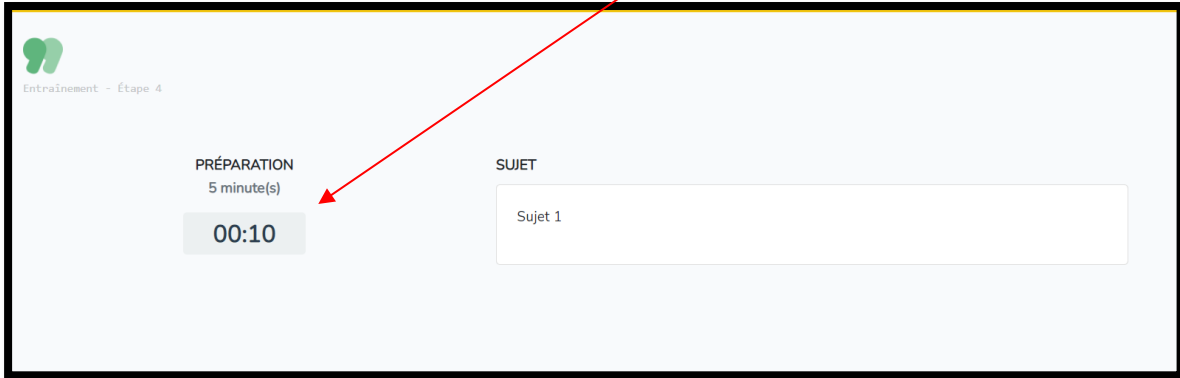 Entraînement - Étape 4
PRÉPARATION
5 minute(s)
00:10
SUJET
Sujet 1